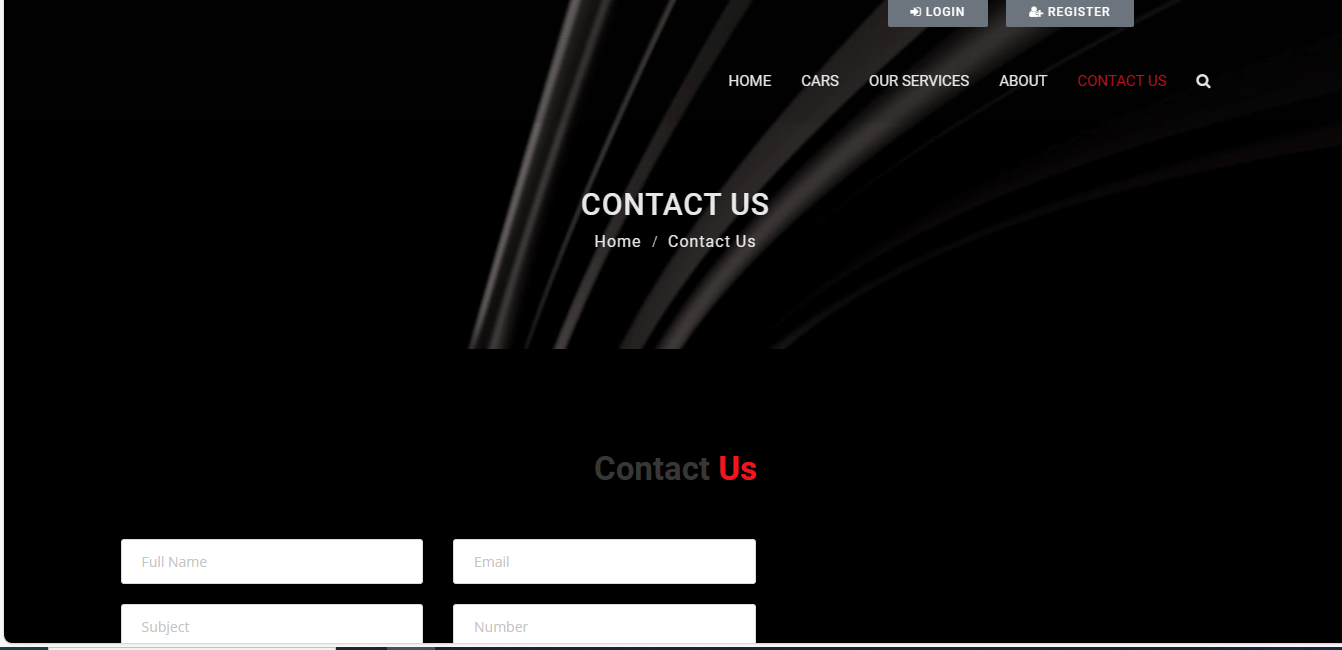 LOGIN REGISTER
HOME CARS OUR SERVICES ABOUT CONTACT US
CONTACT US
Home / Contact Us
Contact Us
Full Name Email
Subject Number